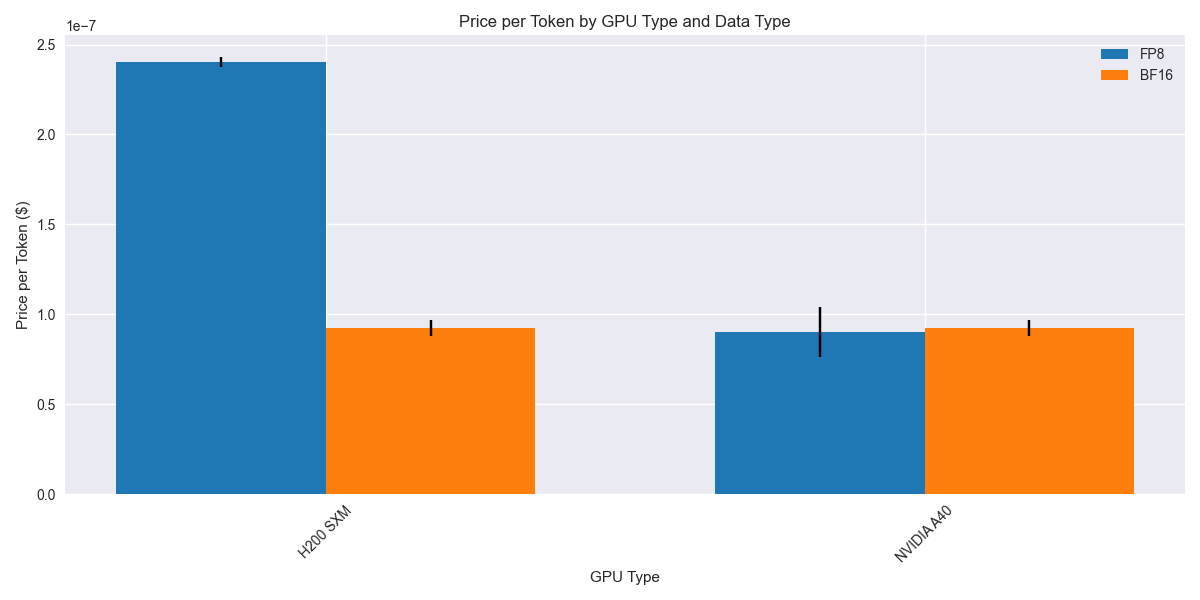 Price per Token by GPU Type and Data Type
1e−7
2.5
2.0
1.5
1.0
0.5
0.0
Price per Token ($)
FP8
BF16
H200 SXM
NVIDIA A40
GPU Type